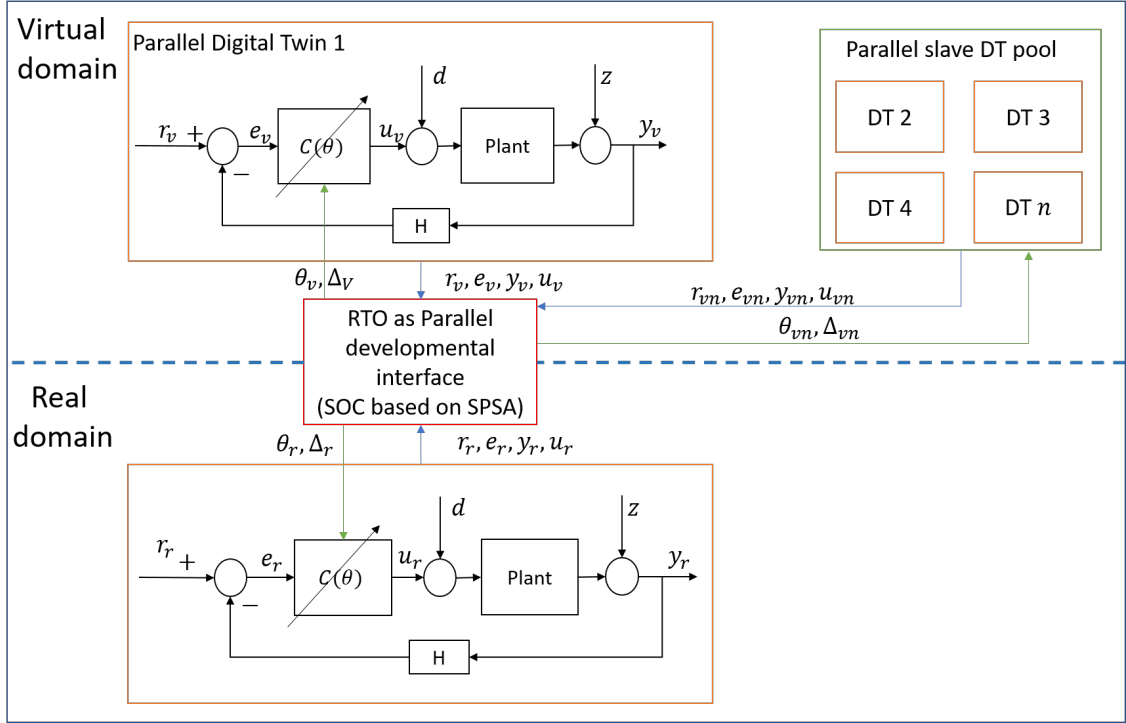 Virtual
domain
Parallel Digital Twin 1
d
z
r_v +
e_v
C(θ)
u_v
Plant
y_v
−
H
θ_v, Δ_V
r_v, e_v, y_v, u_v
Parallel slave DT pool
DT 2
DT 3
DT 4
DT n
r_vn, e_vn, y_vn, u_vn
θ_vn, Δ_vn
RTO as Parallel
developmental
interface
(SOC based on SPSA)
Real
domain
θ_r, Δ_r
r_r, e_r, y_r, u_r
d
z
r_r +
e_r
C(θ)
u_r
Plant
y_r
−
H